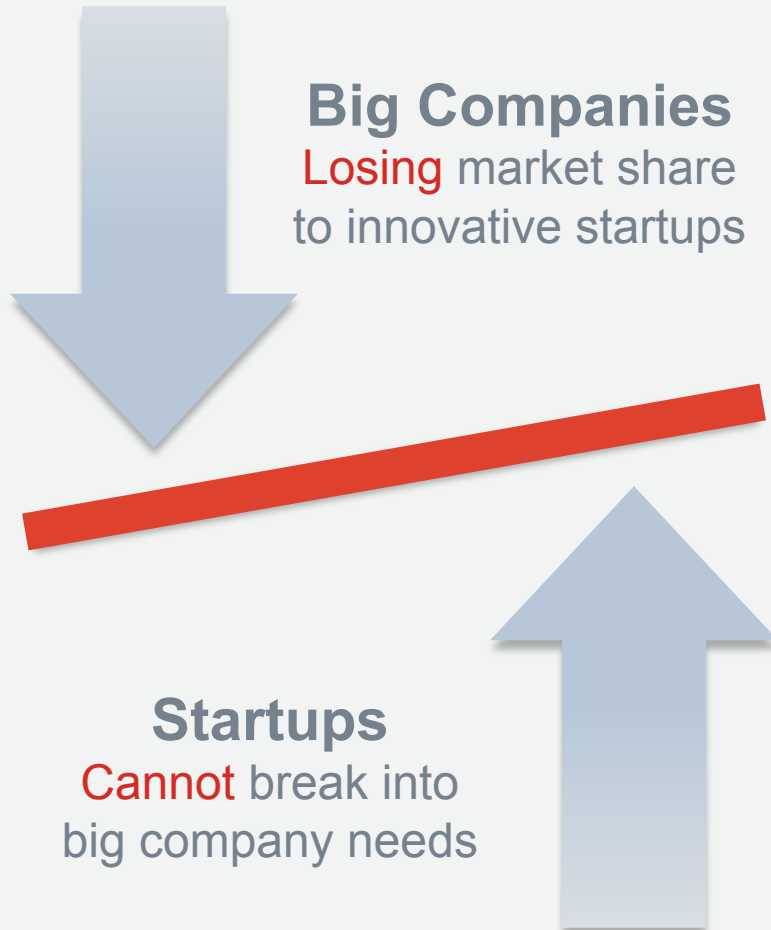 Big Companies
Losing market share
to innovative startups
Startups
Cannot break into
big company needs